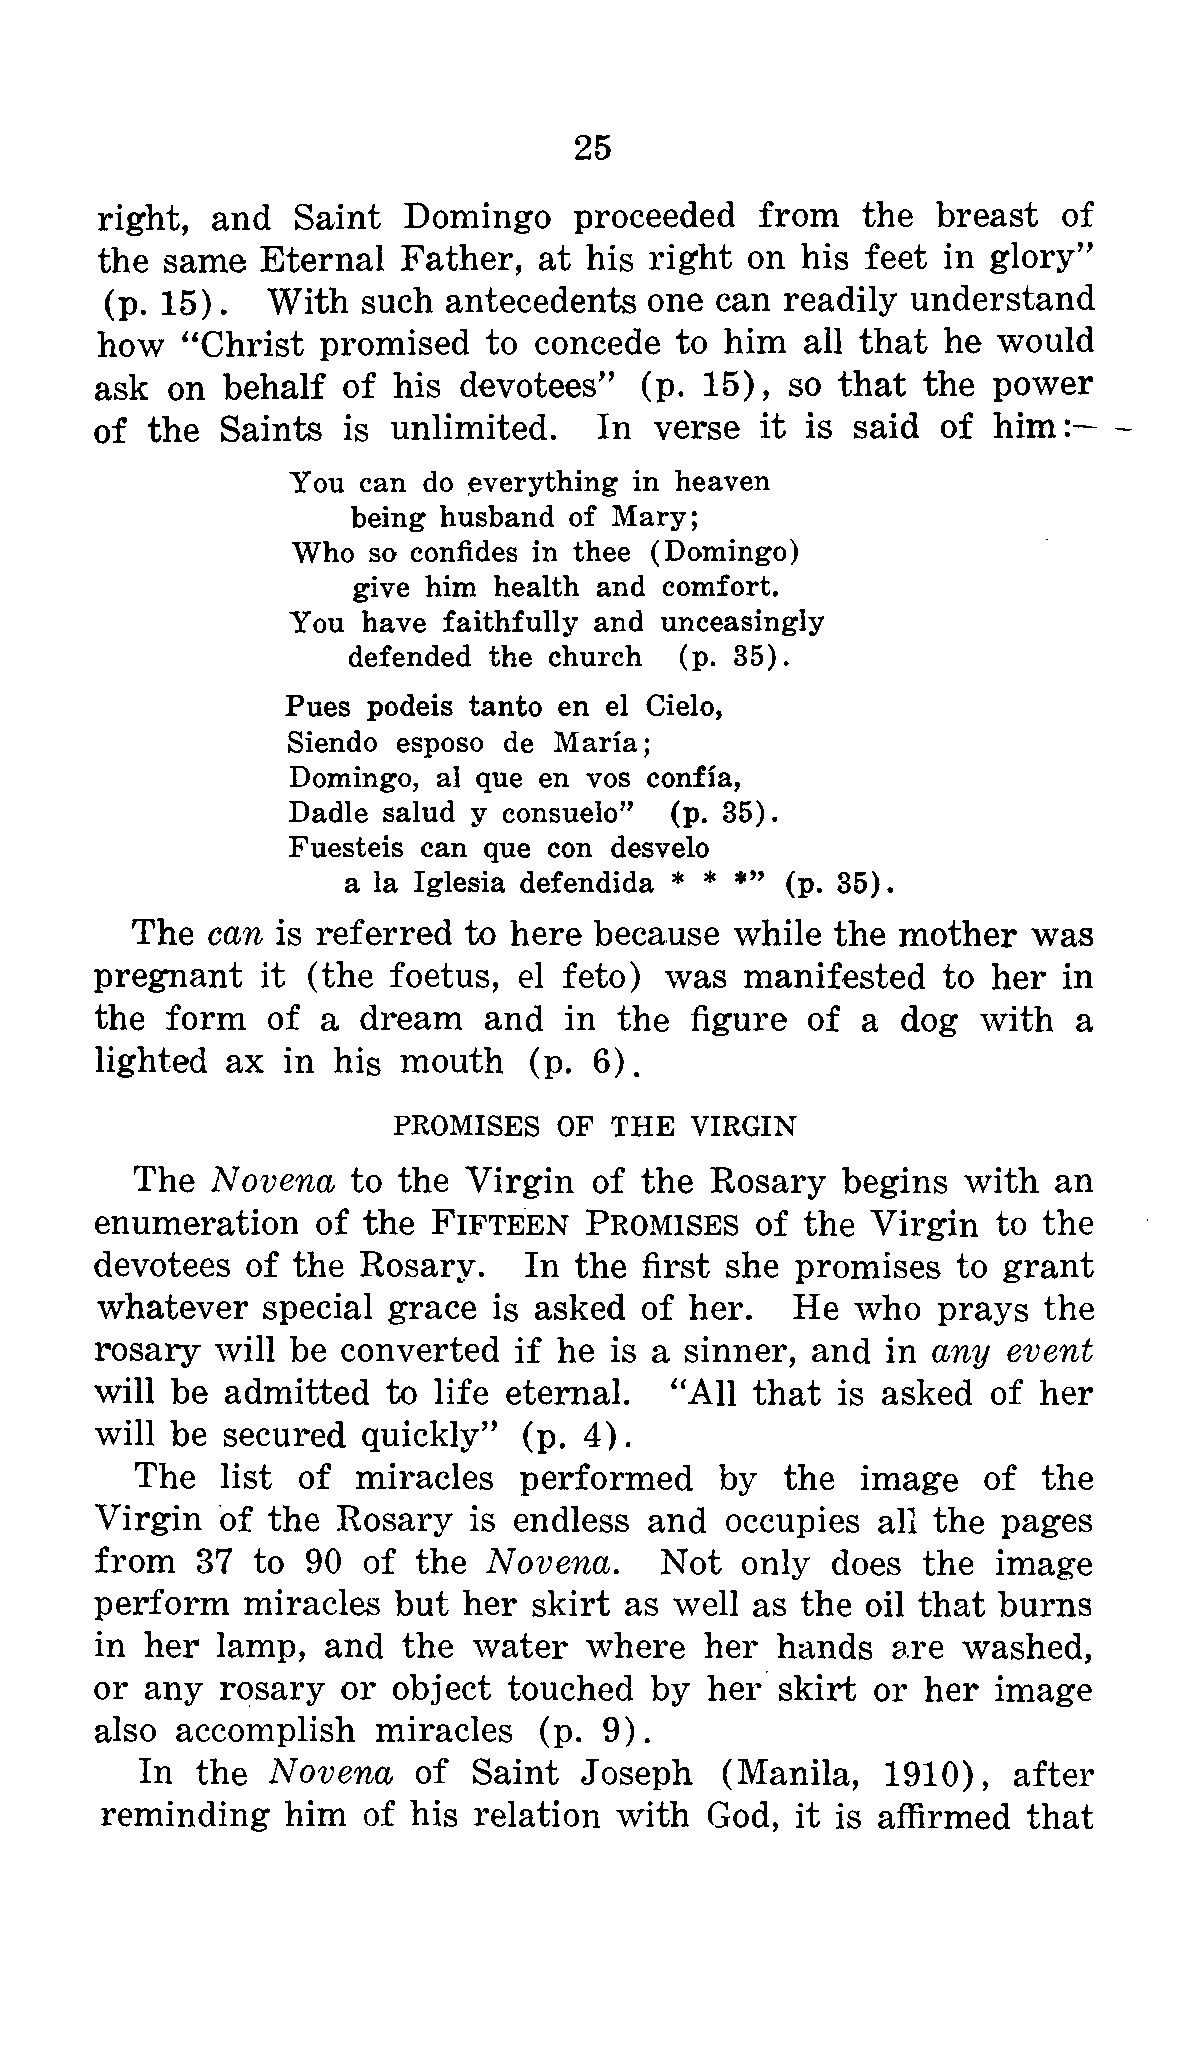 25
right, and Saint Domingo proceeded from the breast of
the same Eternal Father, at his right on his feet in glory"
(p. 15). With such antecedents one can readily understand
how "Christ promised to concede to him all that he would
ask on behalf of his devotees" (p. 15), so that the power
of the Saints is unlimited. In verse it is said of him:— -
You can do everything in heaven
being husband of Mary;
Who so confides in thee (Domingo)
give him health and comfort.
You have faithfully and unceasingly
defended the church (p. 35).
Pues podeis tanto en el Cielo,
Siendo esposo de María;
Domingo, al que en vos confía,
Dadle salud y consuelo" (p. 35).
Fuesteis can que con desvelo
a la Iglesia defendida * * *" (p. 35).
The can is referred to here because while the mother was
pregnant it (the foetus, el feto) was manifested to her in
the form of a dream and in the figure of a dog with a
lighted ax in his mouth (p. 6).
PROMISES OF THE VIRGIN
The Novena to the Virgin of the Rosary begins with an
enumeration of the FIFTEEN PROMISES of the Virgin to the
devotees of the Rosary. In the first she promises to grant
whatever special grace is asked of her. He who prays the
rosary will be converted if he is a sinner, and in any event
will be admitted to life eternal. "All that is asked of her
will be secured quickly" (p. 4).
The list of miracles performed by the image of the
Virgin of the Rosary is endless and occupies all the pages
from 37 to 90 of the Novena. Not only does the image
perform miracles but her skirt as well as the oil that burns
in her lamp, and the water where her hands are washed,
or any rosary or object touched by her skirt or her image
also accomplish miracles (p. 9).
In the Novena of Saint Joseph (Manila, 1910), after
reminding him of his relation with God, it is affirmed that